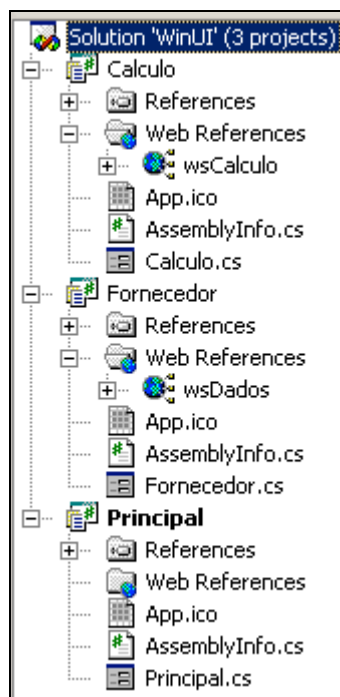 Solution 'WinUI' (3 projects)
Calculo
References
Web References
wsCalculo
App.ico
AssemblyInfo.cs
Calculo.cs
Fornecedor
References
Web References
wsDados
App.ico
AssemblyInfo.cs
Fornecedor.cs
Principal
References
Web References
App.ico
AssemblyInfo.cs
Principal.cs